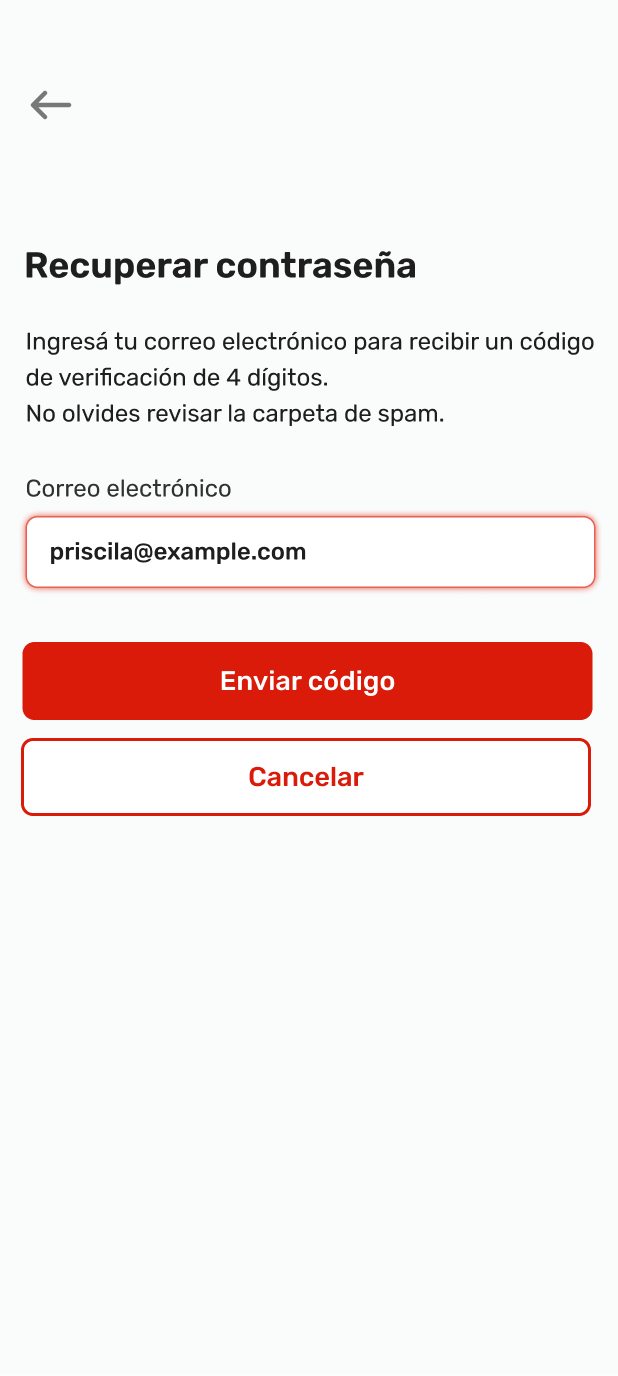 Recuperar contraseña
Ingresá tu correo electrónico para recibir un código
de verificación de 4 dígitos.
No olvides revisar la carpeta de spam.
Correo electrónico
priscila@example.com
Enviar código
Cancelar